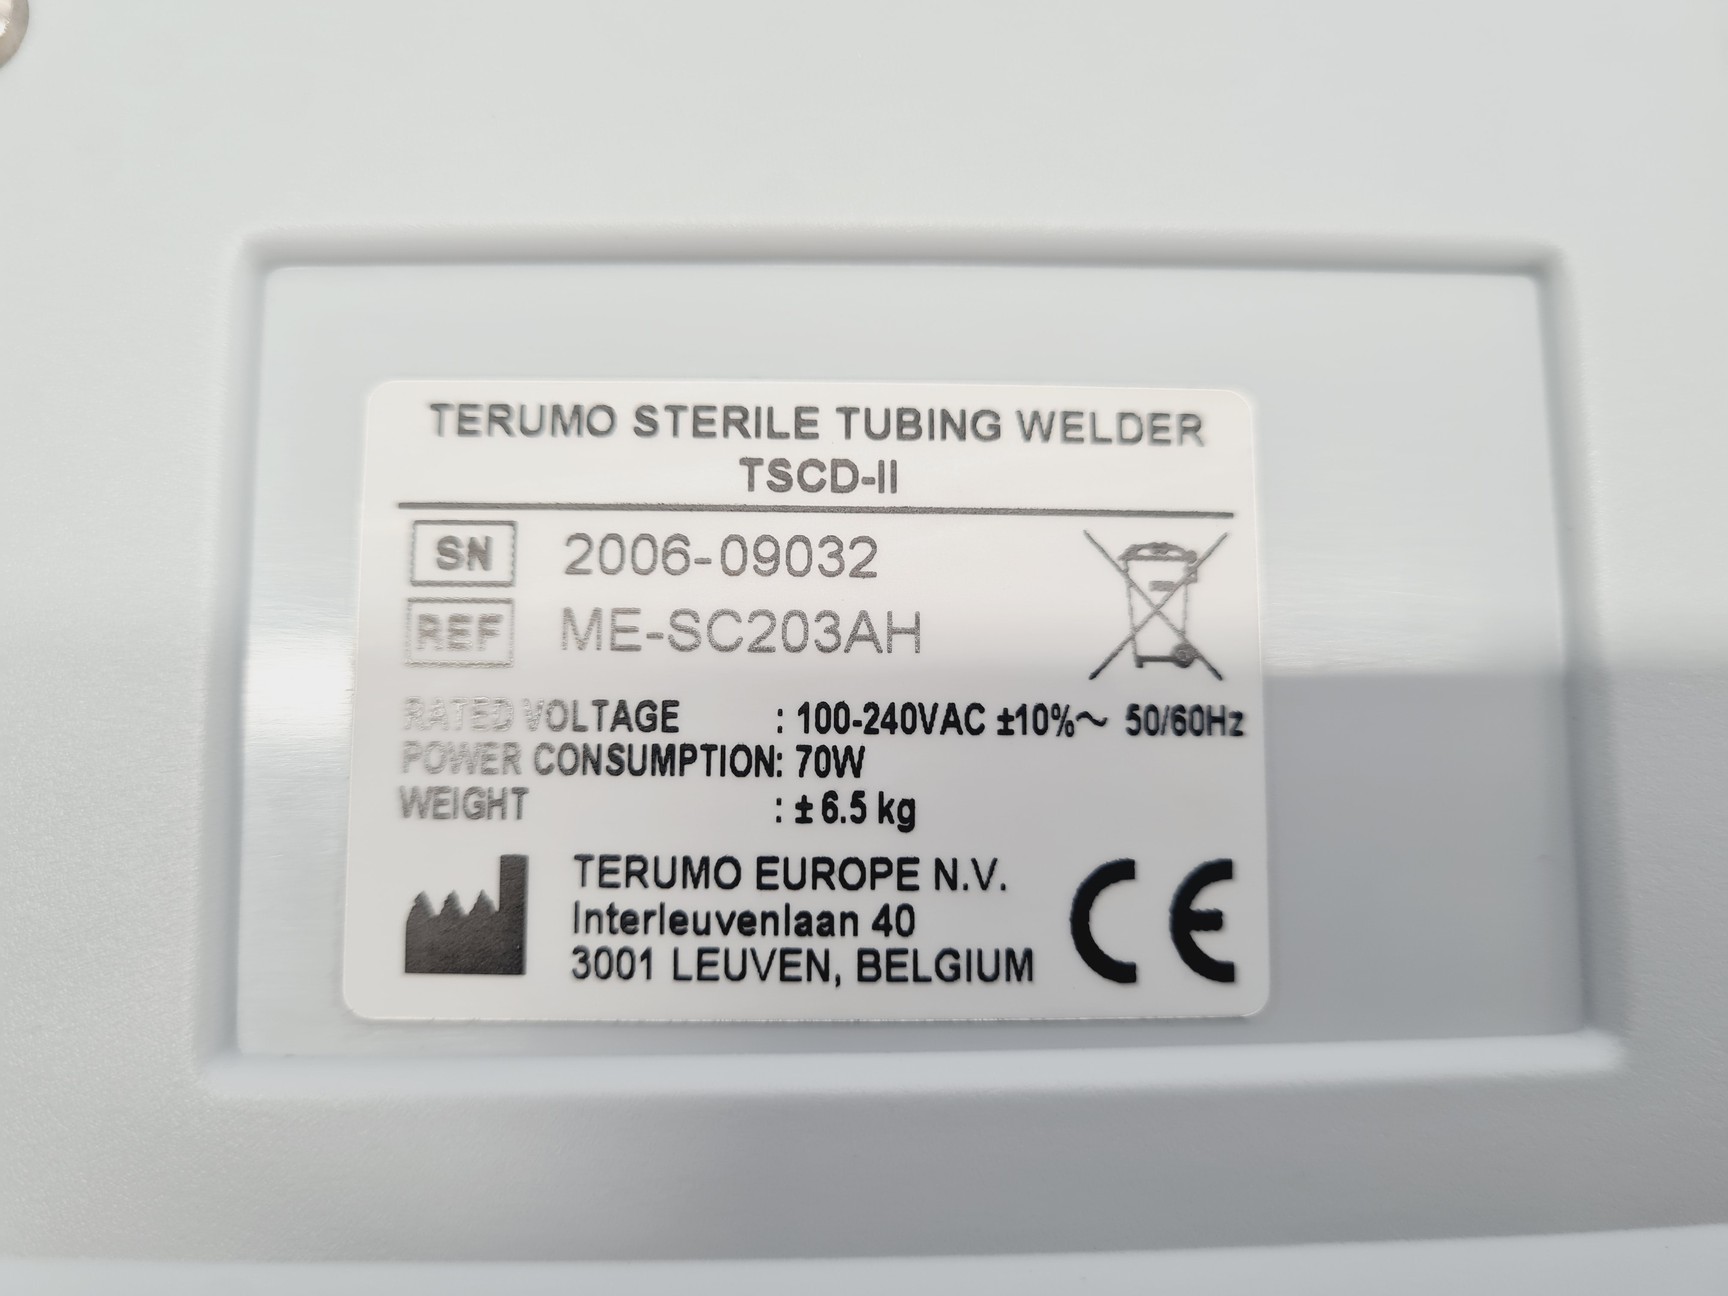 TERUMO STERILE TUBING WELDER
TSCD-II
SN 2006-09032
REF ME-SC203AH
RATED VOLTAGE : 100-240VAC ±10%~ 50/60Hz
POWER CONSUMPTION: 70W
WEIGHT : ± 6.5 kg
TERUMO EUROPE N.V.
Interleuvenlaan 40
3001 LEUVEN, BELGIUM
CE